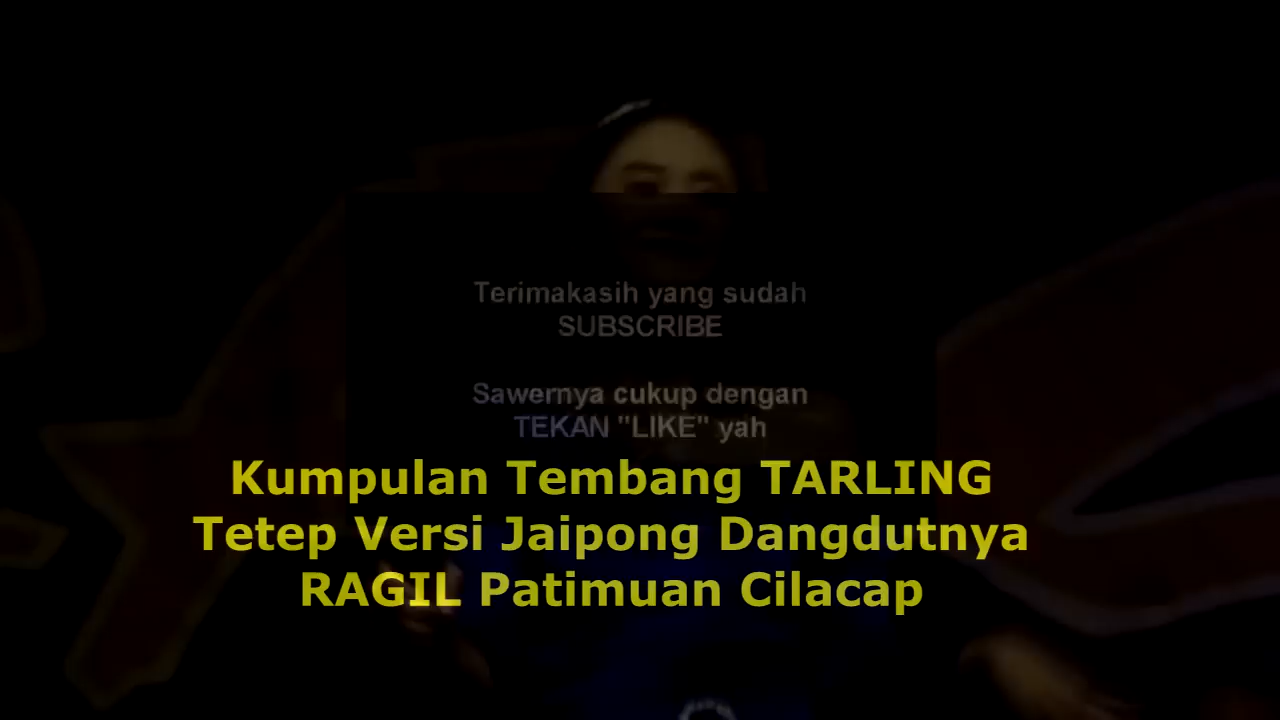 Terimakasih yang sudah
SUBSCRIBE
Sawernya cukup dengan
TEKAN "LIKE" yah
Kumpulan Tembang TARLING
Tetep Versi Jaipong Dangdutnya
RAGIL Patimuan Cilacap